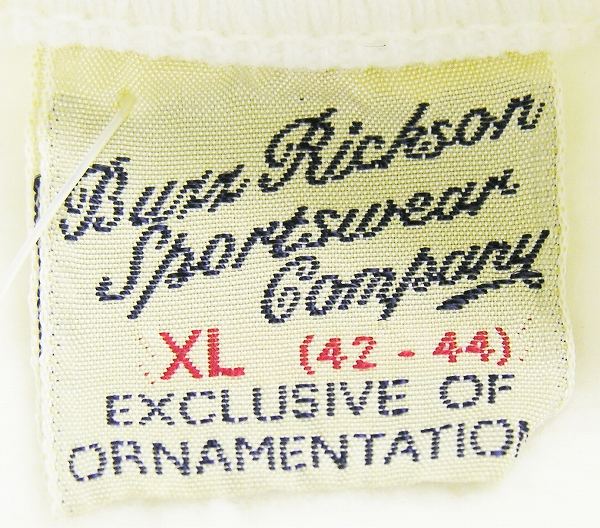 Buzz Rickson
Sportswear
Company
XL (42 - 44)
EXCLUSIVE OF
ORNAMENTATION